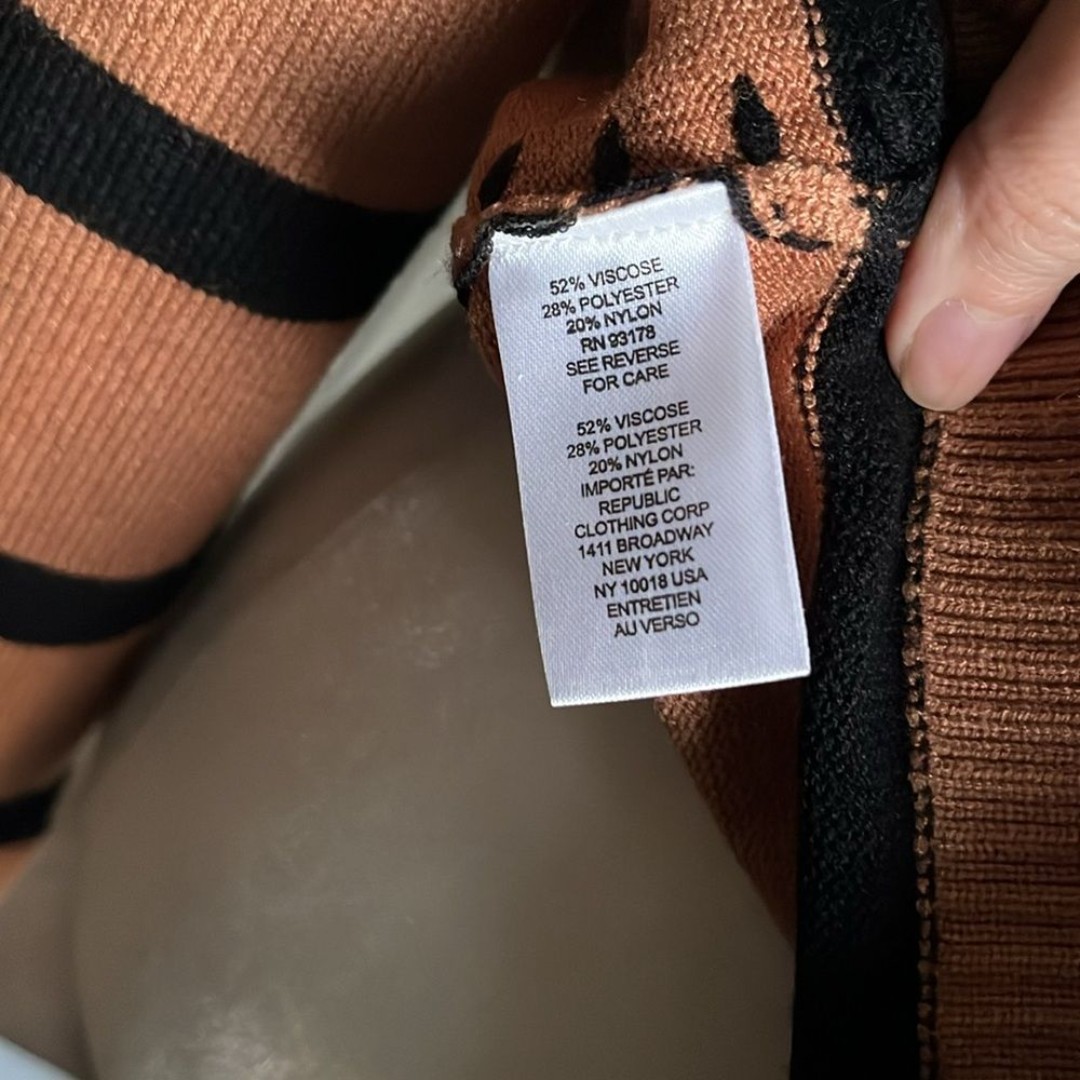 52% VISCOSE
28% POLYESTER
20% NYLON
RN 93178
SEE REVERSE
FOR CARE
52% VISCOSE
28% POLYESTER
20% NYLON
IMPORTÉ PAR:
REPUBLIC
CLOTHING CORP
1411 BROADWAY
NEW YORK
NY 10018 USA
ENTRETIEN
AU VERSO